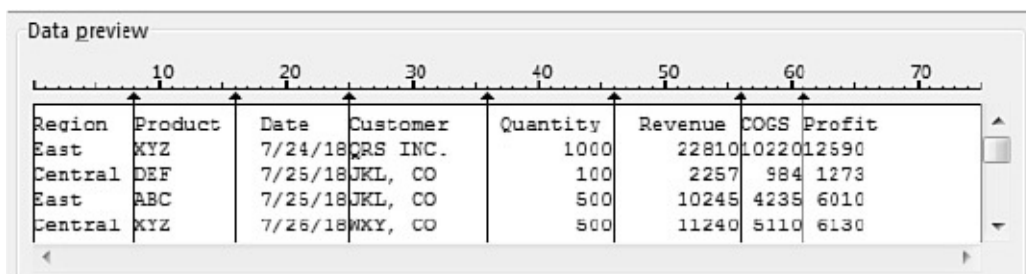 Data preview
10 20 30 40 50 60 70
Region Product Date Customer Quantity Revenue COGS Profit
East XYZ 7/24/18 QRS INC. 1000 22810 10220 12590
Central DEF 7/25/18 JKL, CO 100 2257 984 1273
East ABC 7/25/18 JKL, CO 500 10245 4235 6010
Central XYZ 7/26/18 WXY, CO 500 11240 5110 6130